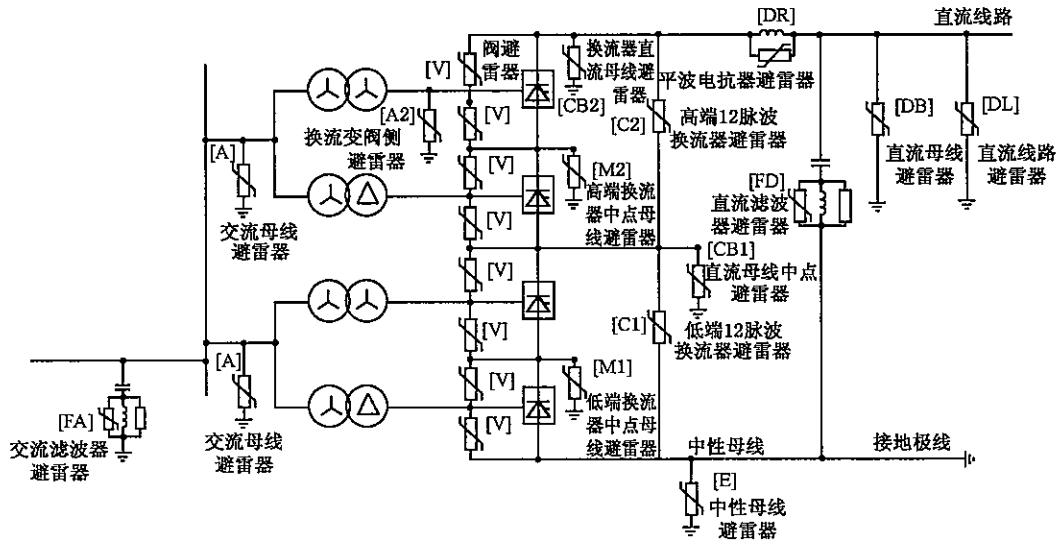 [DR]
直流线路
[V]
阀避
雷器
换流器直
流母线避
雷器
平波电抗器避雷器
[CB2]
[A2]
换流变阀侧
避雷器
[V]
[C2]
高端12脉波
换流器避雷器
[DB]
直流母线
避雷器
[DL]
直流线路
避雷器
[A]
交流母线
避雷器
[V]
[M2]
高端换流
器中点母
线避雷器
[FD]
直流滤波
器避雷器
[V]
[CB1]
直流母线中点
避雷器
[V]
[C1]
低端12脉波
换流器避雷器
[V]
[A]
交流母线
避雷器
[V]
[M1]
低端换流
器中点母
线避雷器
[FA]
交流滤波器
避雷器
[V]
中性母线
接地极线
[E]
中性母线
避雷器